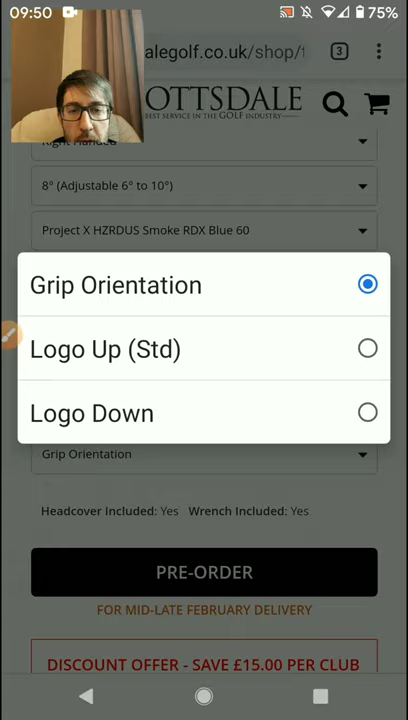 09:50
75%
alegolf.co.uk/shop/
3
OTTSDALE
BEST SERVICE IN THE GOLF INDUSTRY
Right Handed
8° (Adjustable 6° to 10°)
Project X HZRDUS Smoke RDX Blue 60
Grip Orientation
Logo Up (Std)
Logo Down
Grip Orientation
Headcover Included: Yes Wrench Included: Yes
PRE-ORDER
FOR MID-LATE FEBRUARY DELIVERY
DISCOUNT OFFER - SAVE £15.00 PER CLUB